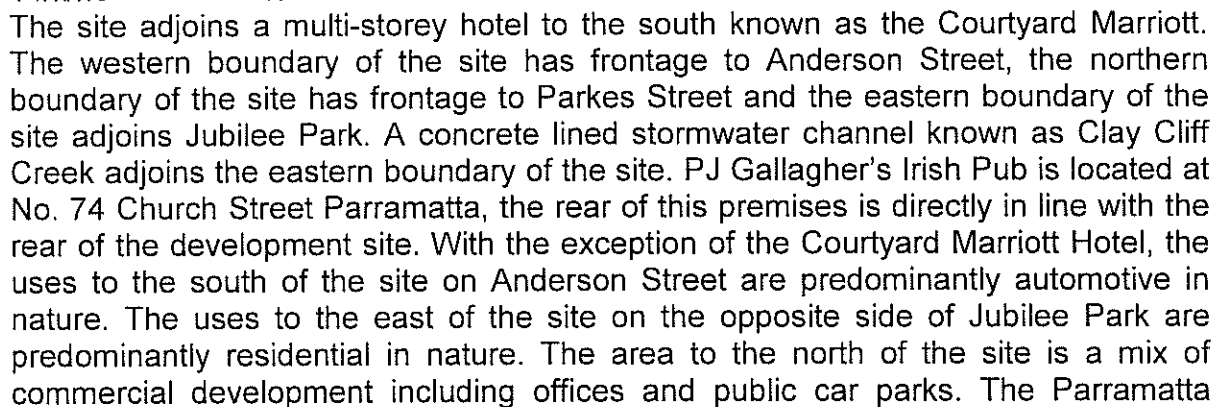 The site adjoins a multi-storey hotel to the south known as the Courtyard Marriott.
The western boundary of the site has frontage to Anderson Street, the northern
boundary of the site has frontage to Parkes Street and the eastern boundary of the
site adjoins Jubilee Park. A concrete lined stormwater channel known as Clay Cliff
Creek adjoins the eastern boundary of the site. PJ Gallagher's Irish Pub is located at
No. 74 Church Street Parramatta, the rear of this premises is directly in line with the
rear of the development site. With the exception of the Courtyard Marriott Hotel, the
uses to the south of the site on Anderson Street are predominantly automotive in
nature. The uses to the east of the site on the opposite side of Jubilee Park are
predominantly residential in nature. The area to the north of the site is a mix of
commercial development including offices and public car parks. The Parramatta